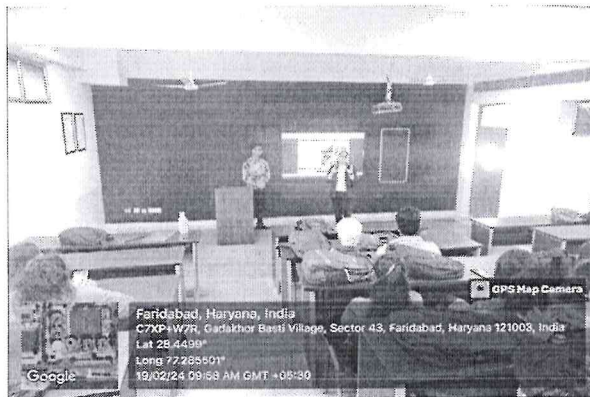 GPS Map Camera
Faridabad, Haryana, India
C7XP+W7R, Gadakhor Basti Village, Sector 43, Faridabad, Haryana 121003, India
Lat 28.4499°
Long 77.285501°
19/02/24 09:58 AM GMT +05:30
Google